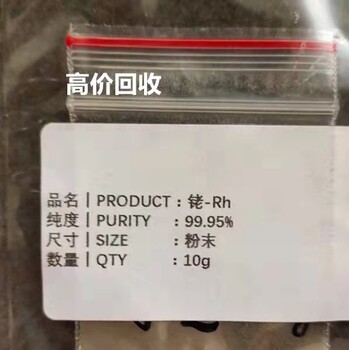 高价回收
品名 | PRODUCT : 铑-Rh
纯度 | PURITY : 99.95%
尺寸 | SIZE : 粉末
数量 | QTY : 10g